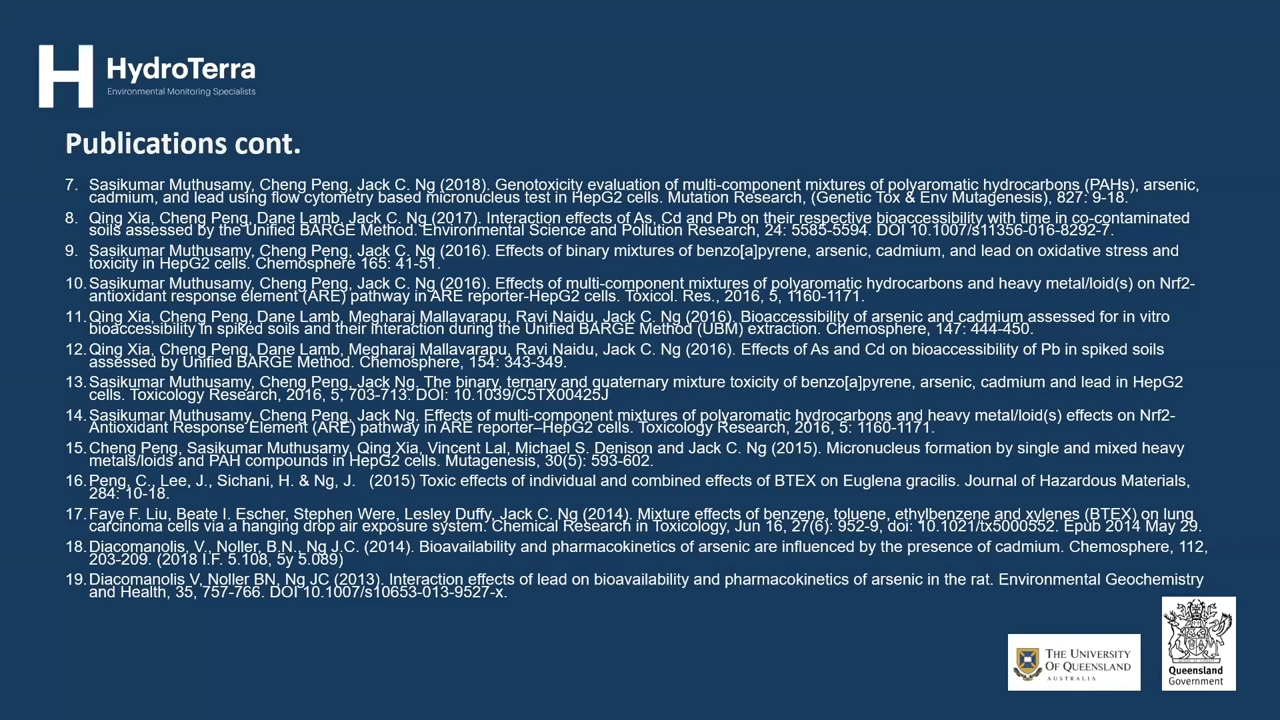 H HydroTerra
Environmental Monitoring Specialists
Publications cont.
7. Sasikumar Muthusamy, Cheng Peng, Jack C. Ng (2018). Genotoxicity evaluation of multi-component mixtures of polyaromatic hydrocarbons (PAHs), arsenic,
cadmium, and lead using flow cytometry based micronucleus test in HepG2 cells. Mutation Research, (Genetic Tox & Env Mutagenesis), 827: 9-18.
8. Qing Xia, Cheng Peng, Dane Lamb, Jack C. Ng (2017). Interaction effects of As, Cd and Pb on their respective bioaccessibility with time in co-contaminated
soils assessed by the Unified BARGE Method. Environmental Science and Pollution Research, 24: 5585-5594. DOI 10.1007/s11356-016-8292-7.
9. Sasikumar Muthusamy, Cheng Peng, Jack C. Ng (2016). Effects of binary mixtures of benzo[a]pyrene, arsenic, cadmium, and lead on oxidative stress and
toxicity in HepG2 cells. Chemosphere 165: 41-51.
10. Sasikumar Muthusamy, Cheng Peng, Jack C. Ng (2016). Effects of multi-component mixtures of polyaromatic hydrocarbons and heavy metal/loid(s) on Nrf2-
antioxidant response element (ARE) pathway in ARE reporter-HepG2 cells. Toxicol. Res., 2016, 5, 1160-1171.
11. Qing Xia, Cheng Peng, Dane Lamb, Megharaj Mallavarapu, Ravi Naidu, Jack C. Ng (2016). Bioaccessibility of arsenic and cadmium assessed for in vitro
bioaccessibility in spiked soils and their interaction during the Unified BARGE Method (UBM) extraction. Chemosphere, 147: 444-450.
12. Qing Xia, Cheng Peng, Dane Lamb, Megharaj Mallavarapu, Ravi Naidu, Jack C. Ng (2016). Effects of As and Cd on bioaccessibility of Pb in spiked soils
assessed by Unified BARGE Method. Chemosphere, 154: 343-349.
13. Sasikumar Muthusamy, Cheng Peng, Jack Ng. The binary, ternary and quaternary mixture toxicity of benzo[a]pyrene, arsenic, cadmium and lead in HepG2
cells. Toxicology Research, 2016, 5, 703-713. DOI: 10.1039/C5TX00425J
14. Sasikumar Muthusamy, Cheng Peng, Jack Ng. Effects of multi-component mixtures of polyaromatic hydrocarbons and heavy metal/loid(s) effects on Nrf2-
Antioxidant Response Element (ARE) pathway in ARE reporter–HepG2 cells. Toxicology Research, 2016, 5: 1160-1171.
15. Cheng Peng, Sasikumar Muthusamy, Qing Xia, Vincent Lal, Michael S. Denison and Jack C. Ng (2015). Micronucleus formation by single and mixed heavy
metals/loids and PAH compounds in HepG2 cells. Mutagenesis, 30(5): 593-602.
16. Peng, C., Lee, J., Sichani, H. & Ng, J. (2015) Toxic effects of individual and combined effects of BTEX on Euglena gracilis. Journal of Hazardous Materials,
284: 10-18.
17. Faye F. Liu, Beate I. Escher, Stephen Were, Lesley Duffy, Jack C. Ng (2014). Mixture effects of benzene, toluene, ethylbenzene and xylenes (BTEX) on lung
carcinoma cells via a hanging drop air exposure system. Chemical Research in Toxicology, Jun 16, 27(6): 952-9, doi: 10.1021/tx5000552. Epub 2014 May 29.
18. Diacomanolis, V., Noller, B.N., Ng J.C. (2014). Bioavailability and pharmacokinetics of arsenic are influenced by the presence of cadmium. Chemosphere, 112,
203-209. (2018 I.F. 5.108, 5y 5.089)
19. Diacomanolis V, Noller BN, Ng JC (2013). Interaction effects of lead on bioavailability and pharmacokinetics of arsenic in the rat. Environmental Geochemistry
and Health, 35, 757-766. DOI 10.1007/s10653-013-9527-x.
THE UNIVERSITY
OF QUEENSLAND
AUSTRALIA
Queensland
Government